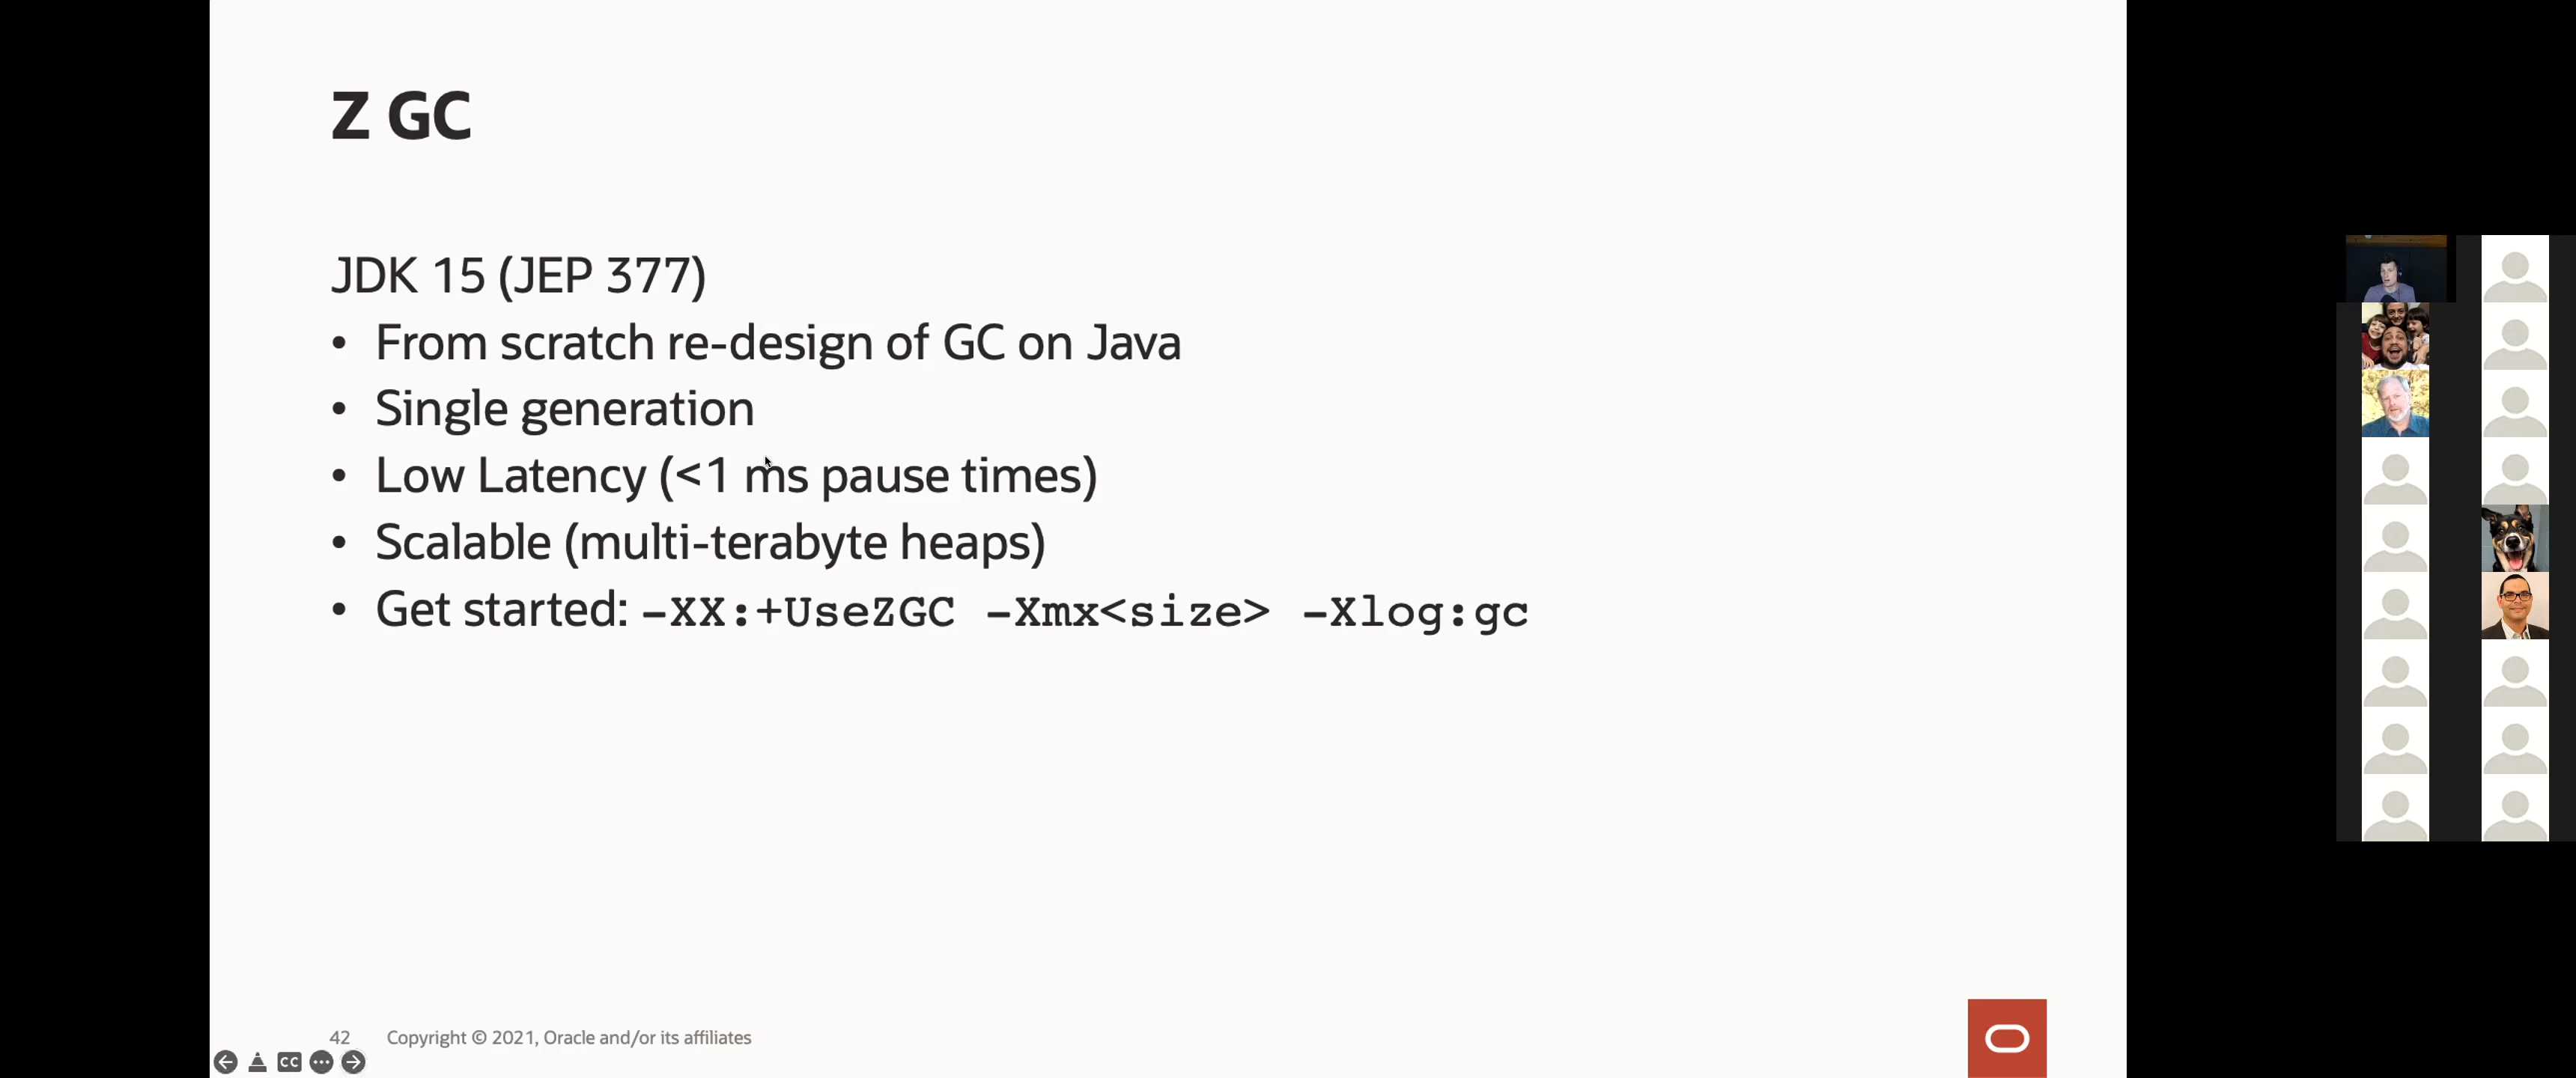 Z GC
JDK 15 (JEP 377)
• From scratch re-design of GC on Java
• Single generation
• Low Latency (<1 ms pause times)
• Scalable (multi-terabyte heaps)
• Get started: -XX:+UseZGC -Xmx<size> -Xlog:gc
42 Copyright © 2021, Oracle and/or its affiliates
CC